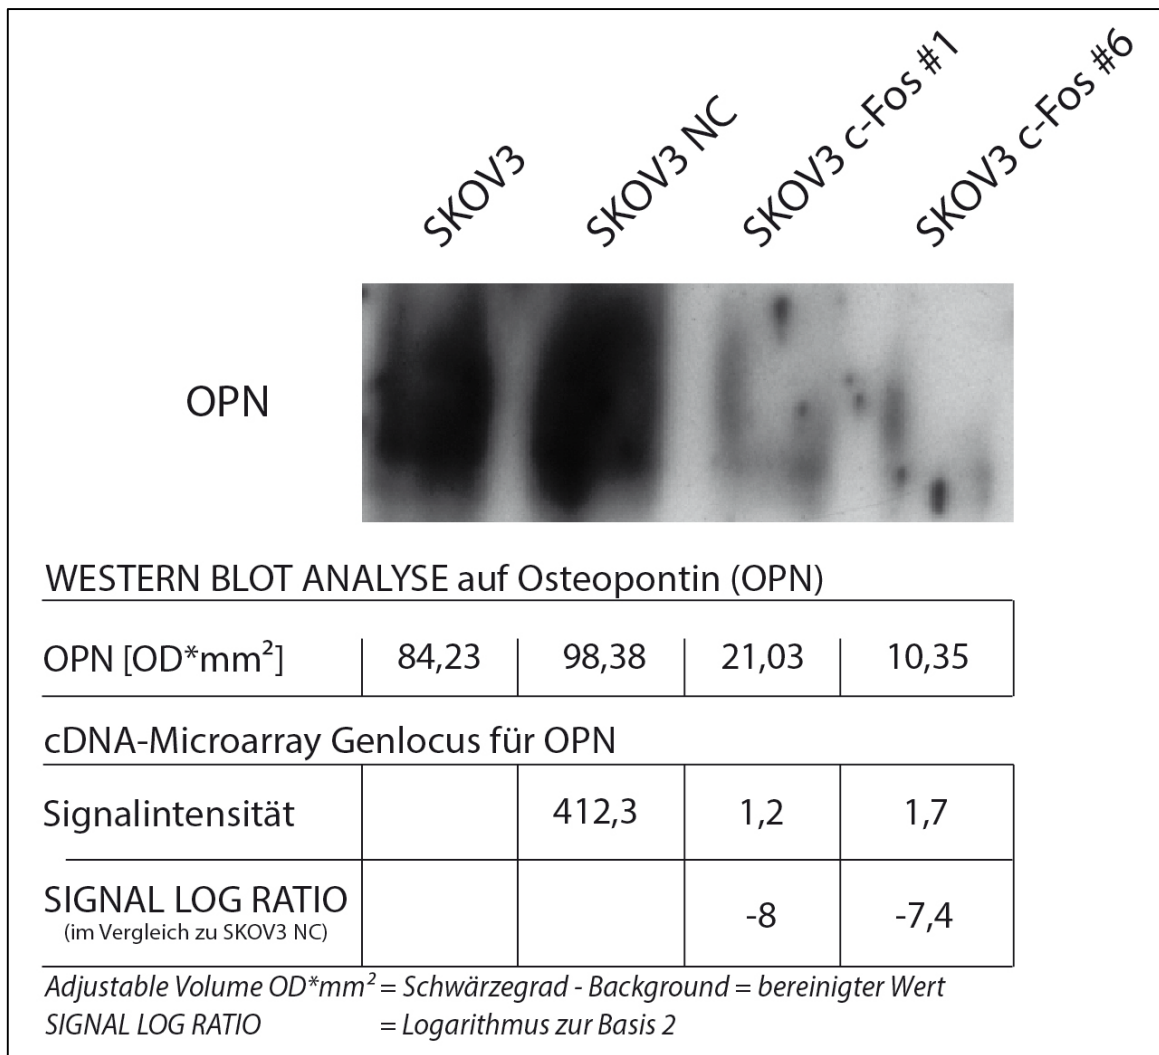 SKOV3
SKOV3 NC
SKOV3 c-Fos #1
SKOV3 c-Fos #6
OPN
WESTERN BLOT ANALYSE auf Osteopontin (OPN)
OPN [OD*mm²] 84,23 98,38 21,03 10,35
cDNA-Microarray Genlocus für OPN
Signalintensität 412,3 1,2 1,7
SIGNAL LOG RATIO -8 -7,4
(im Vergleich zu SKOV3 NC)
Adjustable Volume OD*mm² = Schwärzegrad - Background = bereinigter Wert
SIGNAL LOG RATIO = Logarithmus zur Basis 2